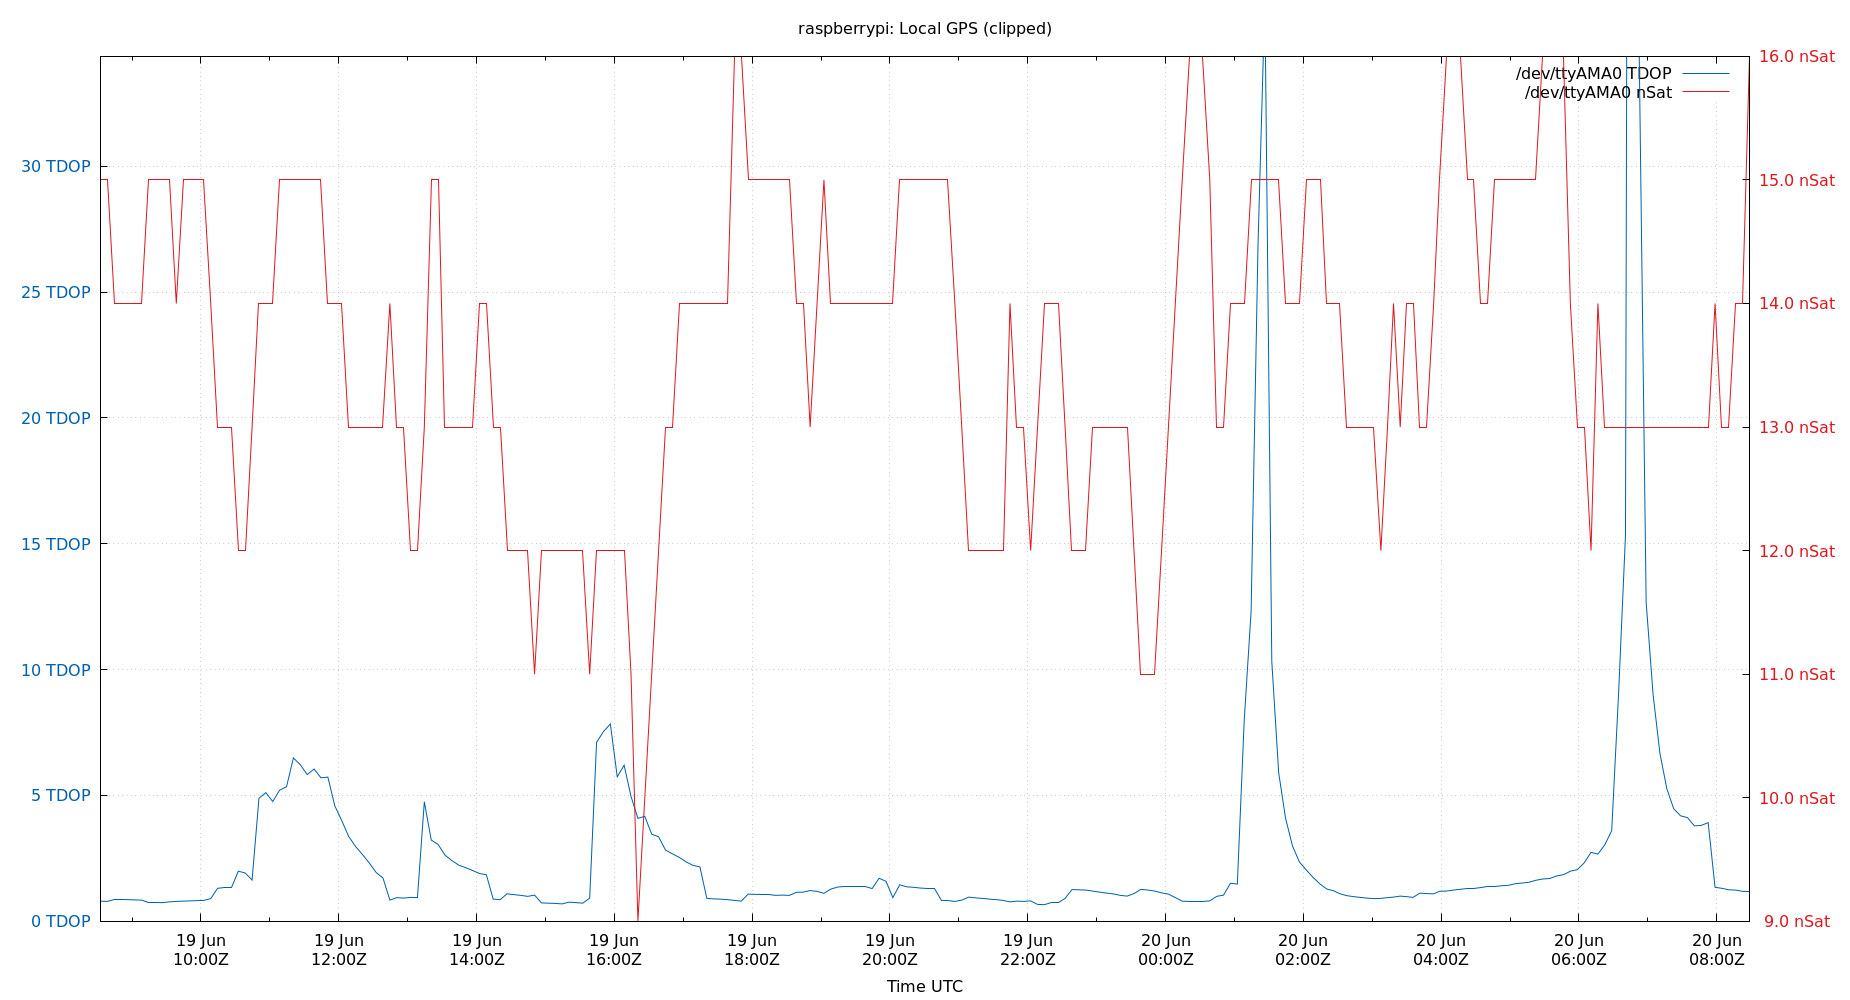 raspberrypi: Local GPS (clipped)
/dev/ttyAMA0 TDOP
/dev/ttyAMA0 nSat
30 TDOP
25 TDOP
20 TDOP
15 TDOP
10 TDOP
5 TDOP
0 TDOP
16.0 nSat
15.0 nSat
14.0 nSat
13.0 nSat
12.0 nSat
11.0 nSat
10.0 nSat
9.0 nSat
19 Jun
10:00Z
19 Jun
12:00Z
19 Jun
14:00Z
19 Jun
16:00Z
19 Jun
18:00Z
19 Jun
20:00Z
19 Jun
22:00Z
20 Jun
00:00Z
20 Jun
02:00Z
20 Jun
04:00Z
20 Jun
06:00Z
20 Jun
08:00Z
Time UTC